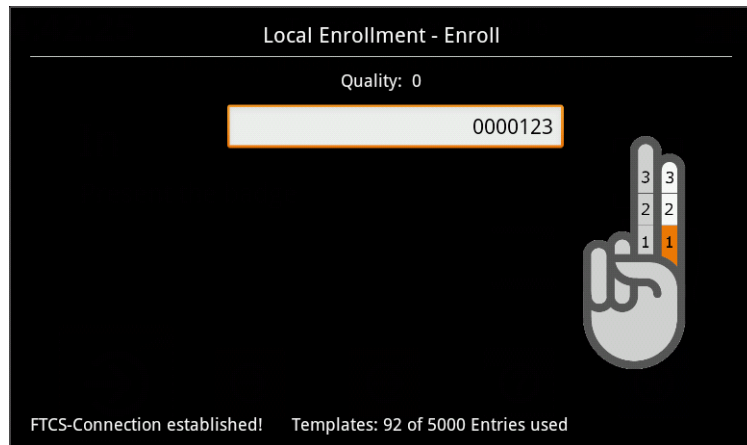 Local Enrollment - Enroll
Quality: 0
0000123
3 3
2 2
1 1
FTCS-Connection established! Templates: 92 of 5000 Entries used